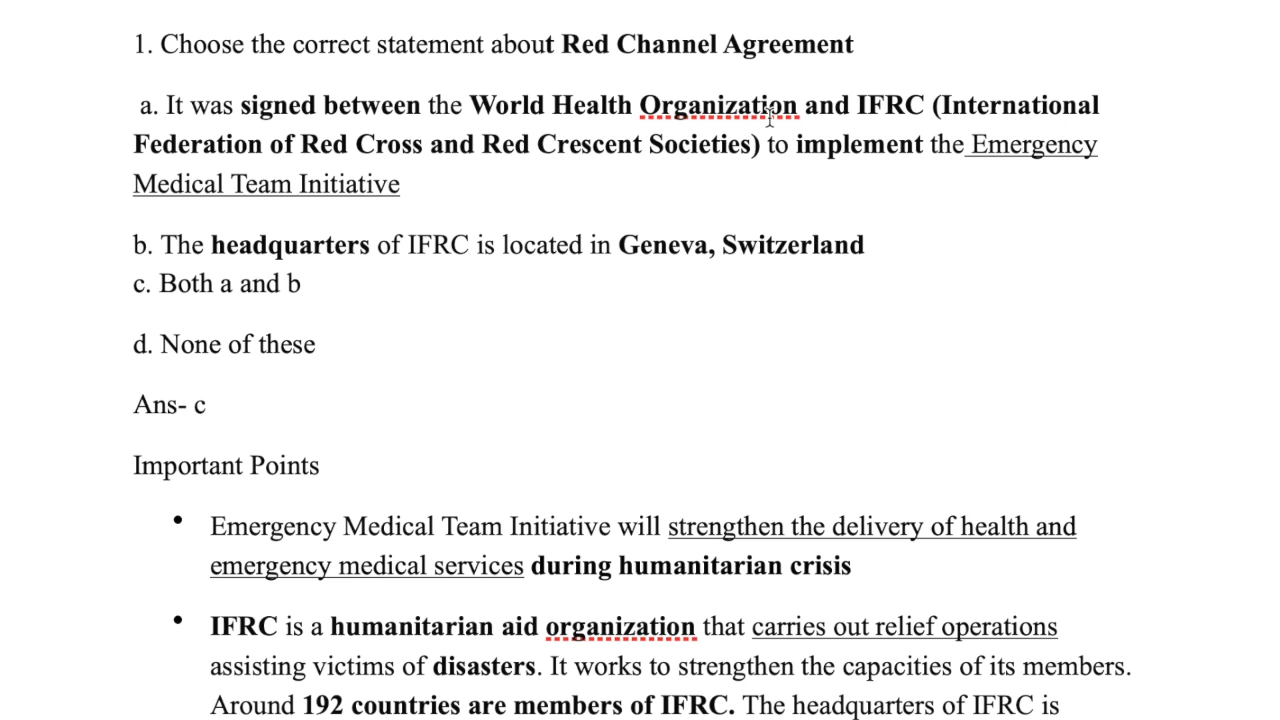 1. Choose the correct statement about Red Channel Agreement
a. It was signed between the World Health Organization and IFRC (International
Federation of Red Cross and Red Crescent Societies) to implement the Emergency
Medical Team Initiative
b. The headquarters of IFRC is located in Geneva, Switzerland
c. Both a and b
d. None of these
Ans- c
Important Points
• Emergency Medical Team Initiative will strengthen the delivery of health and
emergency medical services during humanitarian crisis
• IFRC is a humanitarian aid organization that carries out relief operations
assisting victims of disasters. It works to strengthen the capacities of its members.
Around 192 countries are members of IFRC. The headquarters of IFRC is